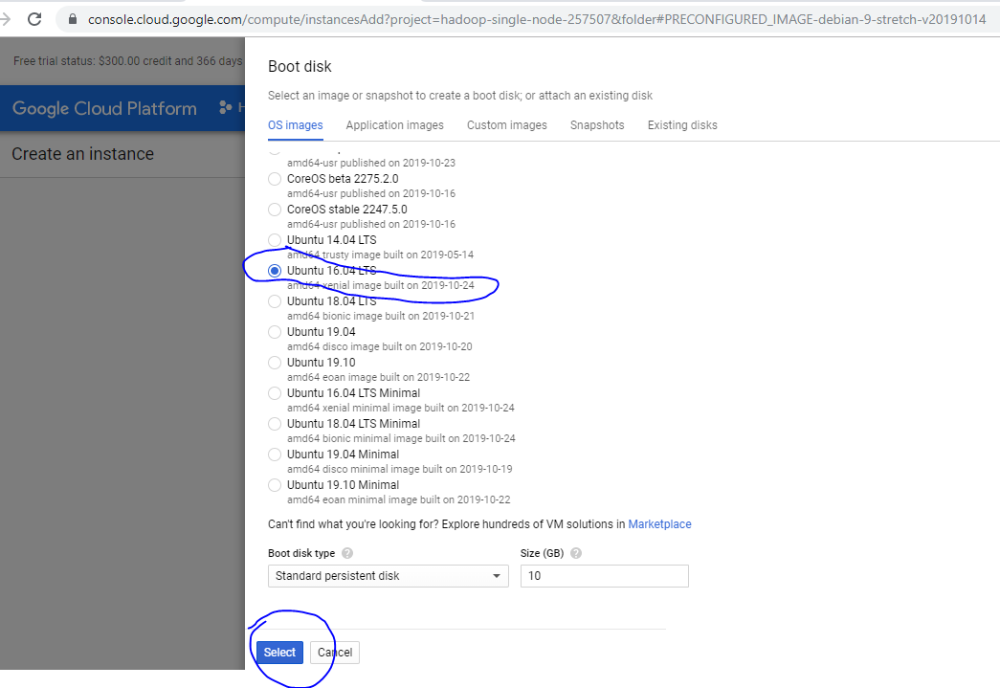 console.cloud.google.com/compute/instancesAdd?project=hadoop-single-node-257507&folder#PRECONFIGURED_IMAGE-debian-9-stretch-v20191014
Free trial status: $300.00 credit and 366 days
Google Cloud Platform
H
Create an instance
Boot disk
Select an image or snapshot to create a boot disk; or attach an existing disk
OS images Application images Custom images Snapshots Existing disks
amd64-usr published on 2019-10-23
CoreOS beta 2275.2.0
amd64-usr published on 2019-10-16
CoreOS stable 2247.5.0
amd64-usr published on 2019-10-16
Ubuntu 14.04 LTS
amd64 trusty image built on 2019-05-14
Ubuntu 16.04 LTS
amd64 xenial image built on 2019-10-24
Ubuntu 18.04 LTS
amd64 bionic image built on 2019-10-21
Ubuntu 19.04
amd64 disco image built on 2019-10-20
Ubuntu 19.10
amd64 eoan image built on 2019-10-22
Ubuntu 16.04 LTS Minimal
amd64 xenial minimal image built on 2019-10-24
Ubuntu 18.04 LTS Minimal
amd64 bionic minimal image built on 2019-10-24
Ubuntu 19.04 Minimal
amd64 disco minimal image built on 2019-10-19
Ubuntu 19.10 Minimal
amd64 eoan minimal image built on 2019-10-22
Can't find what you're looking for? Explore hundreds of VM solutions in Marketplace
Boot disk type ? Size (GB) ?
Standard persistent disk 10
Select Cancel